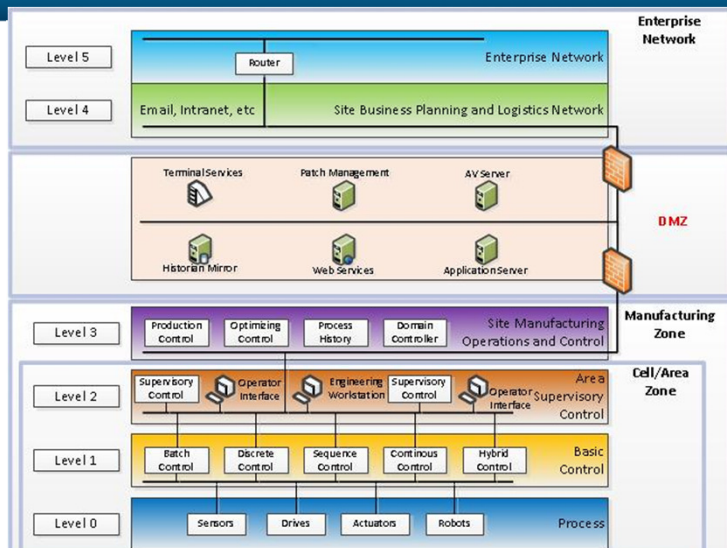 Enterprise
Network
Level 5
Router
Enterprise Network
Level 4
Email, Intranet, etc
Site Business Planning and Logistics Network
Terminal Services
Patch Management
AV Server
DMZ
Historian Mirror
Web Services
Application Server
Manufacturing
Zone
Level 3
Production
Control
Optimizing
Control
Process
History
Domain
Controller
Site Manufacturing
Operations and Control
Cell/Area
Zone
Level 2
Supervisory
Control
Operator
Interface
Engineering
Workstation
Supervisory
Control
Operator
Interface
Area
Supervisory
Control
Level 1
Batch
Control
Discrete
Control
Sequence
Control
Continous
Control
Hybrid
Control
Basic
Control
Level 0
Sensors
Drives
Actuators
Robots
Process